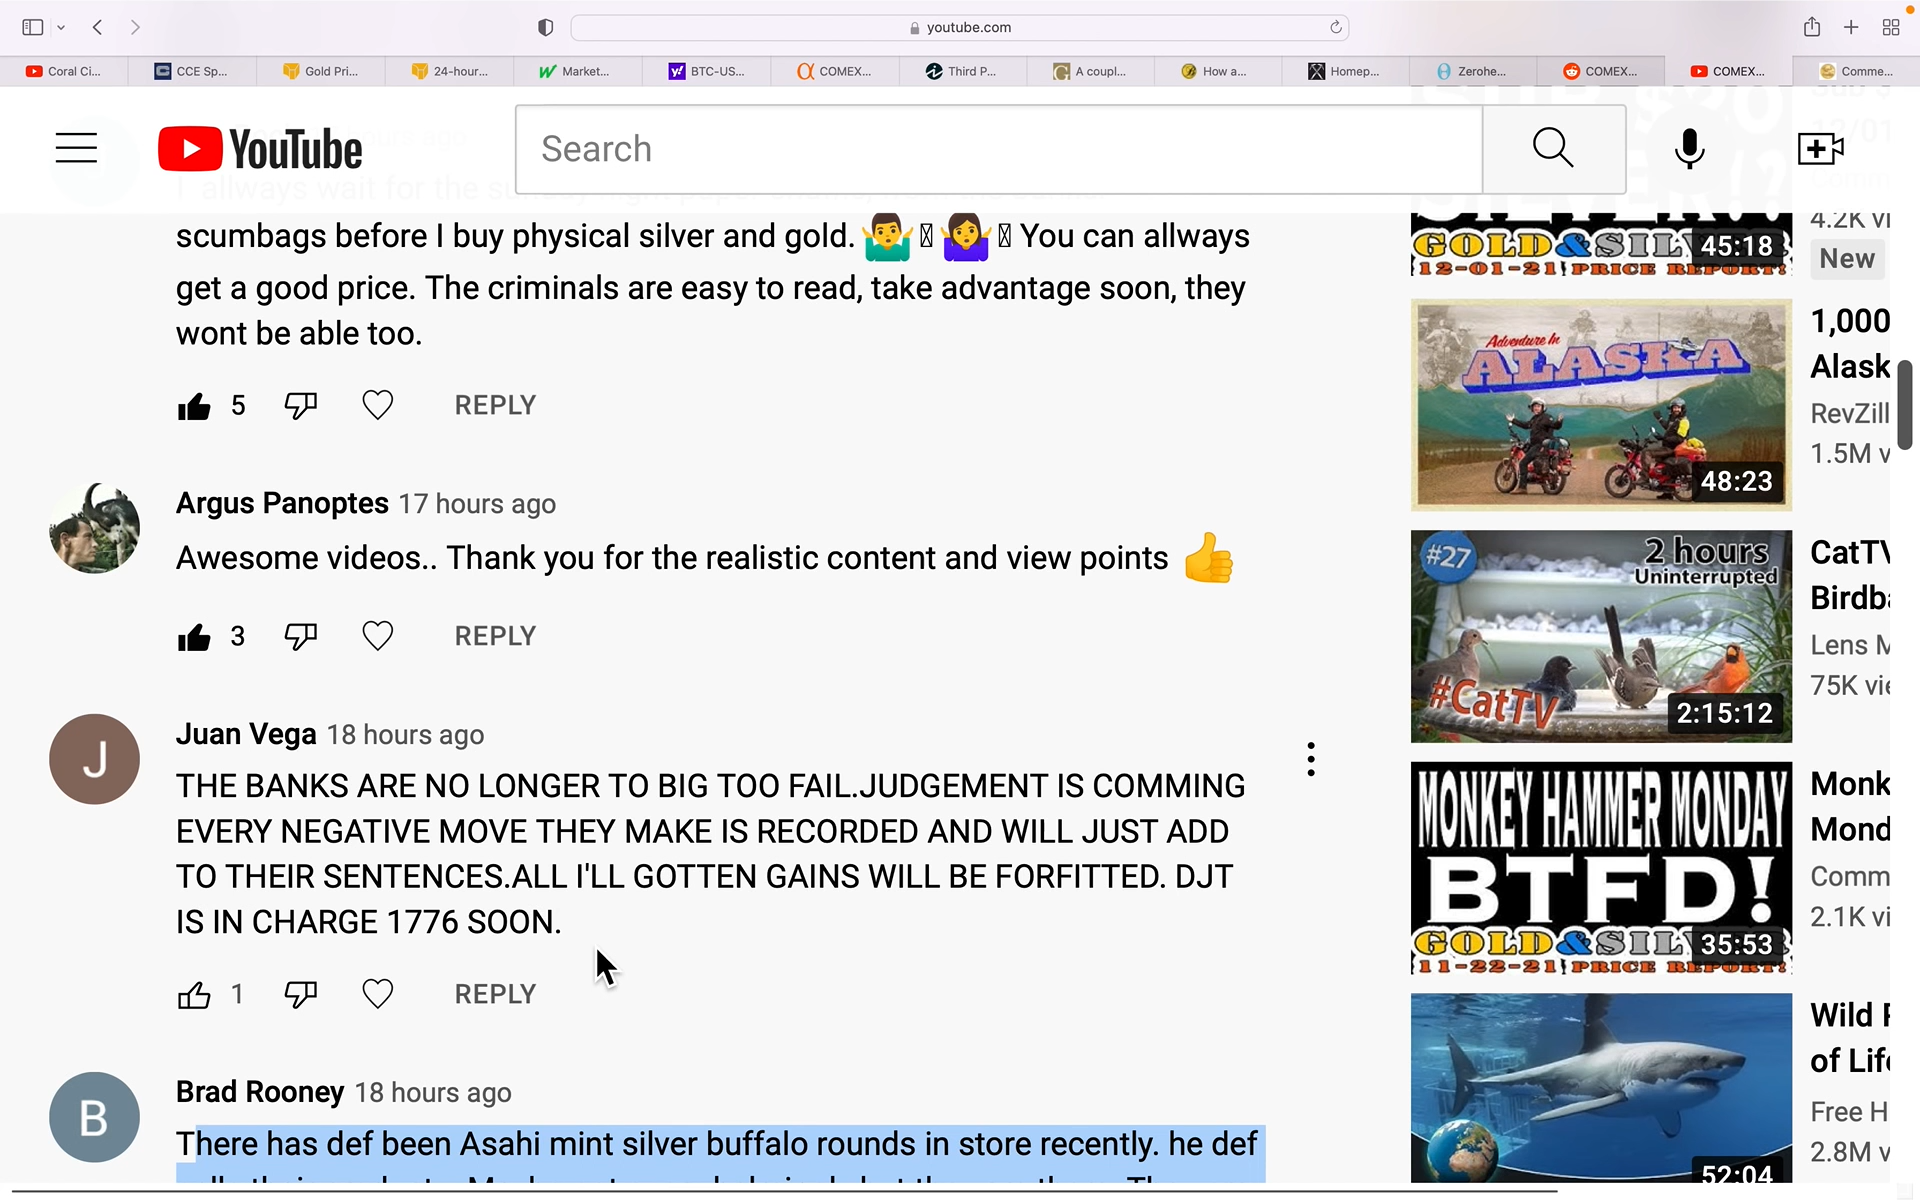 youtube.com
Coral Ci...
CCE Sp...
Gold Pri...
24-hour...
Market...
BTC-US...
COMEX...
Third P...
A coupl...
How a...
Homep...
Zerohe...
COMEX...
COMEX...
Comme...
YouTube
Search
scumbags before I buy physical silver and gold. 🤷‍♂️ 🤷‍♀️ You can allways
get a good price. The criminals are easy to read, take advantage soon, they
wont be able too.
5
REPLY
Argus Panoptes 17 hours ago
Awesome videos.. Thank you for the realistic content and view points 👍
3
REPLY
J
Juan Vega 18 hours ago
THE BANKS ARE NO LONGER TO BIG TOO FAIL.JUDGEMENT IS COMMING
EVERY NEGATIVE MOVE THEY MAKE IS RECORDED AND WILL JUST ADD
TO THEIR SENTENCES.ALL I'LL GOTTEN GAINS WILL BE FORFITTED. DJT
IS IN CHARGE 1776 SOON.
1
REPLY
B
Brad Rooney 18 hours ago
There has def been Asahi mint silver buffalo rounds in store recently. he def
GOLD&SIL
45:18
12-01-21 PRICE REPORT!
4.2K vi
New
Adventure In
ALASKA
48:23
1,000
Alask
RevZill
1.5M v
#27
2 hours
Uninterrupted
#CatTV
2:15:12
CatTV
Birdba
Lens M
75K vie
MONKEY HAMMER MONDAY
BTFD!
GOLD&SIL
35:53
11-22-21 PRICE REPORT!
Monk
Mond
Comm
2.1K vi
52:04
Wild
of Life
Free H
2.8M v